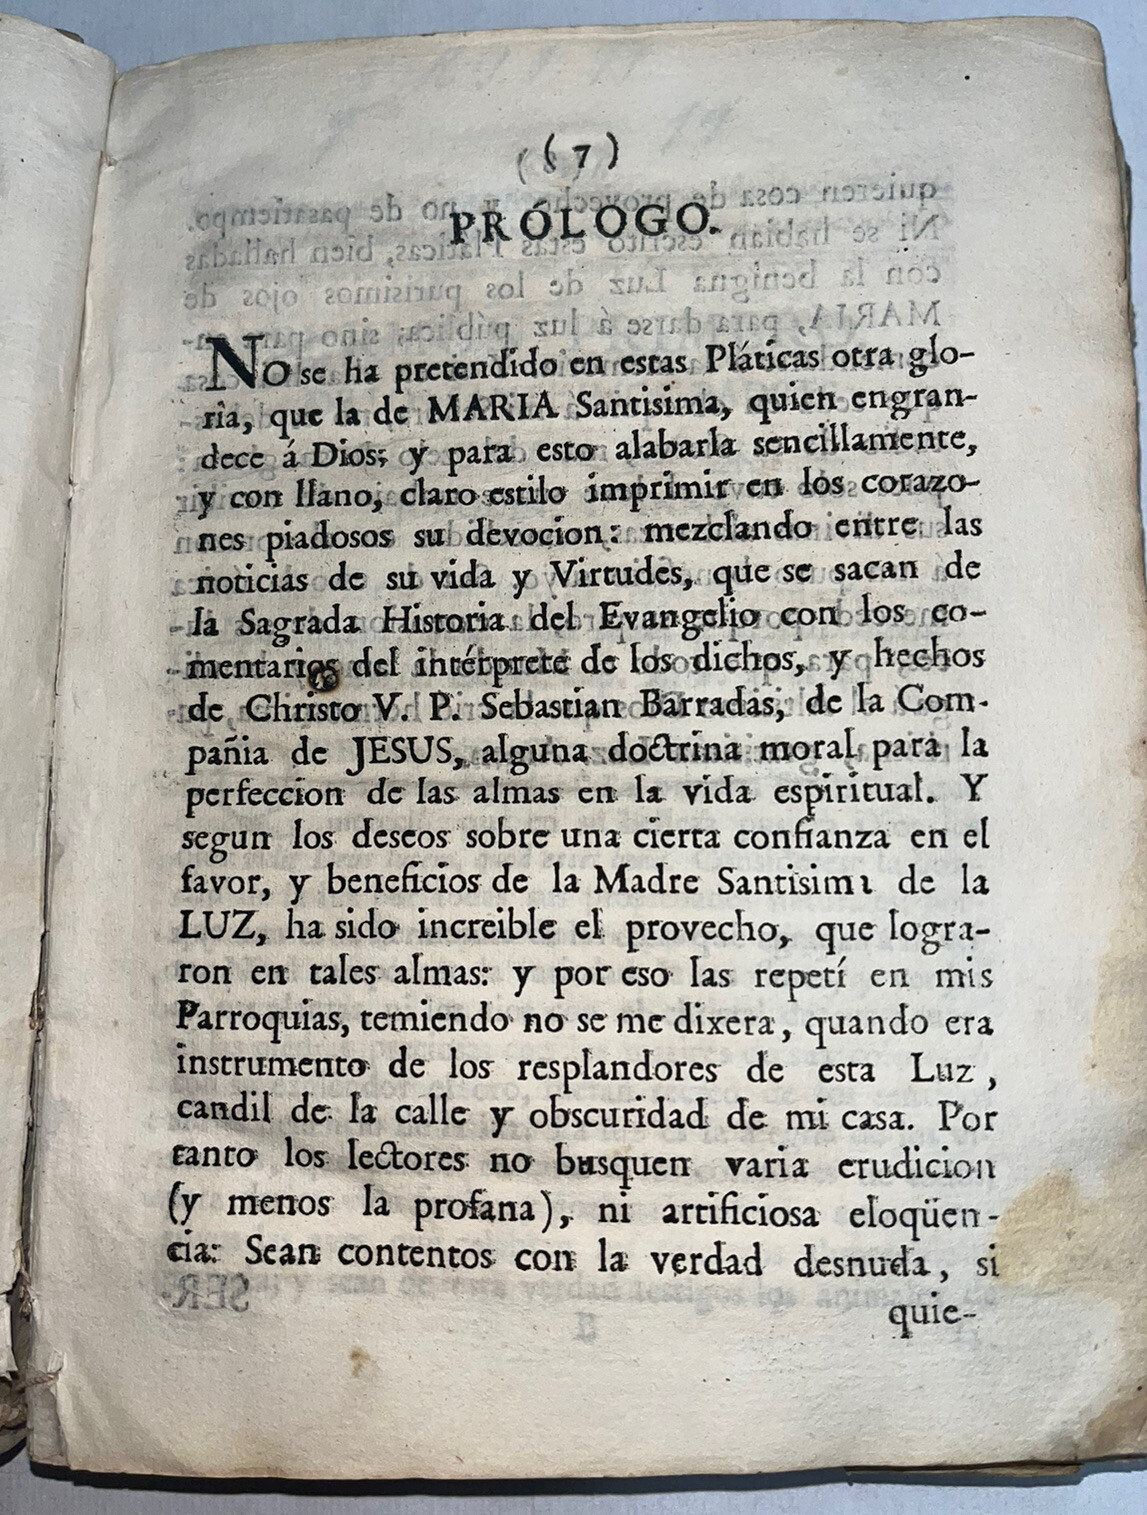 ( 7 )
PRÓLOGO.
No se ha pretendido en estas Pláticas otra glo-
ria, que la de MARIA Santisima, quien engran-
dece á Dios; y para esto alabarla sencillamente,
y con llano, claro estilo imprimir en los corazo-
nes piadosos su devocion: mezclando entre las
noticias de su vida y Virtudes, que se sacan de
la Sagrada Historia del Evangelio con los co-
mentarios del intérprete de los dichos, y hechos
de Christo V. P. Sebastian Barradas, de la Com-
pañia de JESUS, alguna doctrina moral para la
perfeccion de las almas en la vida espiritual. Y
segun los deseos sobre una cierta confianza en el
favor, y beneficios de la Madre Santisima de la
LUZ, ha sido increible el provecho, que logra-
ron en tales almas: y por eso las repetí en mis
Parroquias, temiendo no se me dixera, quando era
instrumento de los resplandores de esta Luz,
candil de la calle y obscuridad de mi casa. Por
tanto los lectores no busquen varia erudicion
(y menos la profana), ni artificiosa eloqüen-
cia: Sean contentos con la verdad desnuda, si
quie-